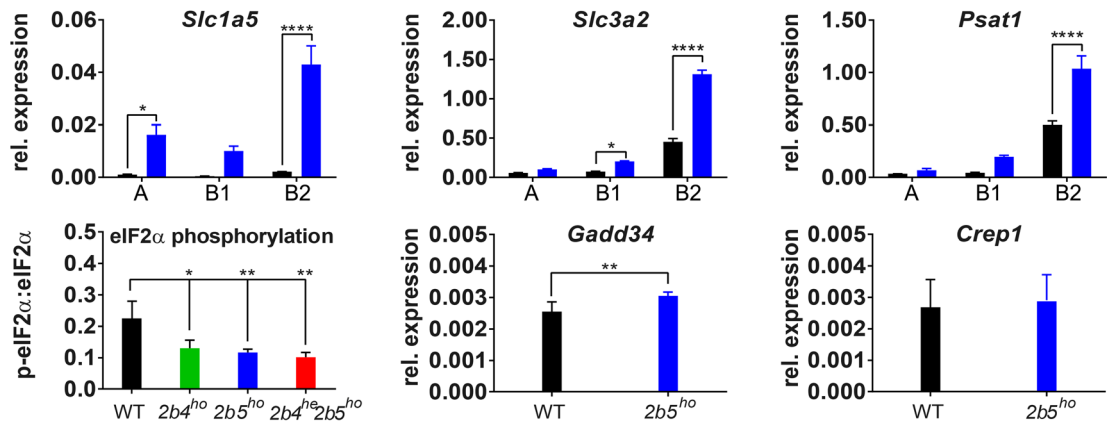 Slc1a5
rel. expression
0.06
0.04
0.02
0.00
*
****
A B1 B2
Slc3a2
rel. expression
2.00
1.50
1.00
0.50
0.00
*
****
A B1 B2
Psat1
rel. expression
1.50
1.00
0.50
0.00
****
A B1 B2
eIF2α phosphorylation
p-eIF2α:eIF2α
0.5
0.4
0.3
0.2
0.1
0.0
* ** **
WT 2b4ho 2b5ho 2b4he2b5ho
Gadd34
rel. expression
0.005
0.004
0.003
0.002
0.001
0.000
**
WT 2b5ho
Crep1
rel. expression
0.005
0.004
0.003
0.002
0.001
0.000
WT 2b5ho